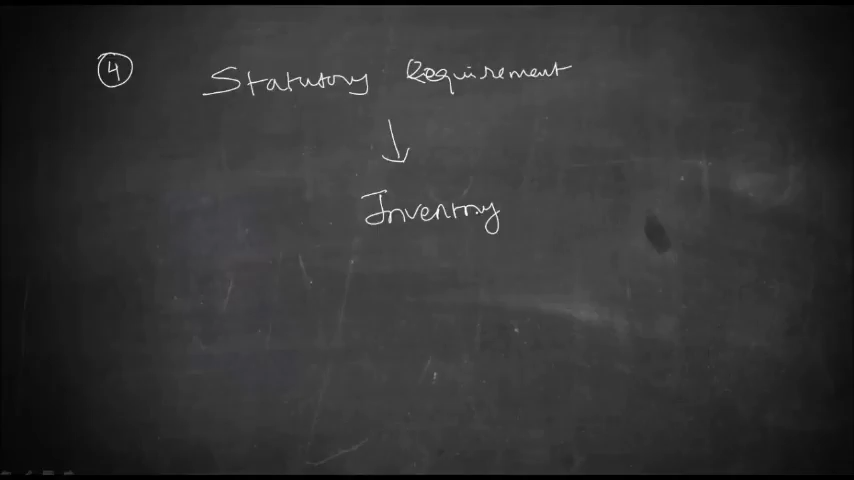 ④ Statutory Requirement
↓
Inventory